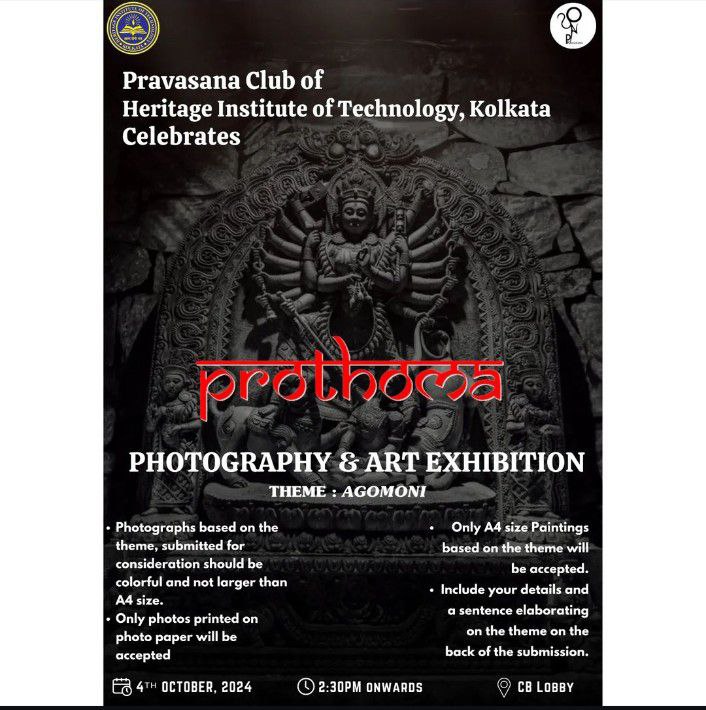 Pravasana Club of
Heritage Institute of Technology, Kolkata
Celebrates
prothoma
PHOTOGRAPHY & ART EXHIBITION
THEME : AGOMONI
• Photographs based on the
theme, submitted for
consideration should be
colorful and not larger than
A4 size.
• Only photos printed on
photo paper will be
accepted
• Only A4 size Paintings
based on the theme will
be accepted.
• Include your details and
a sentence elaborating
on the theme on the
back of the submission.
4TH OCTOBER, 2024
2:30PM ONWARDS
CB LOBBY